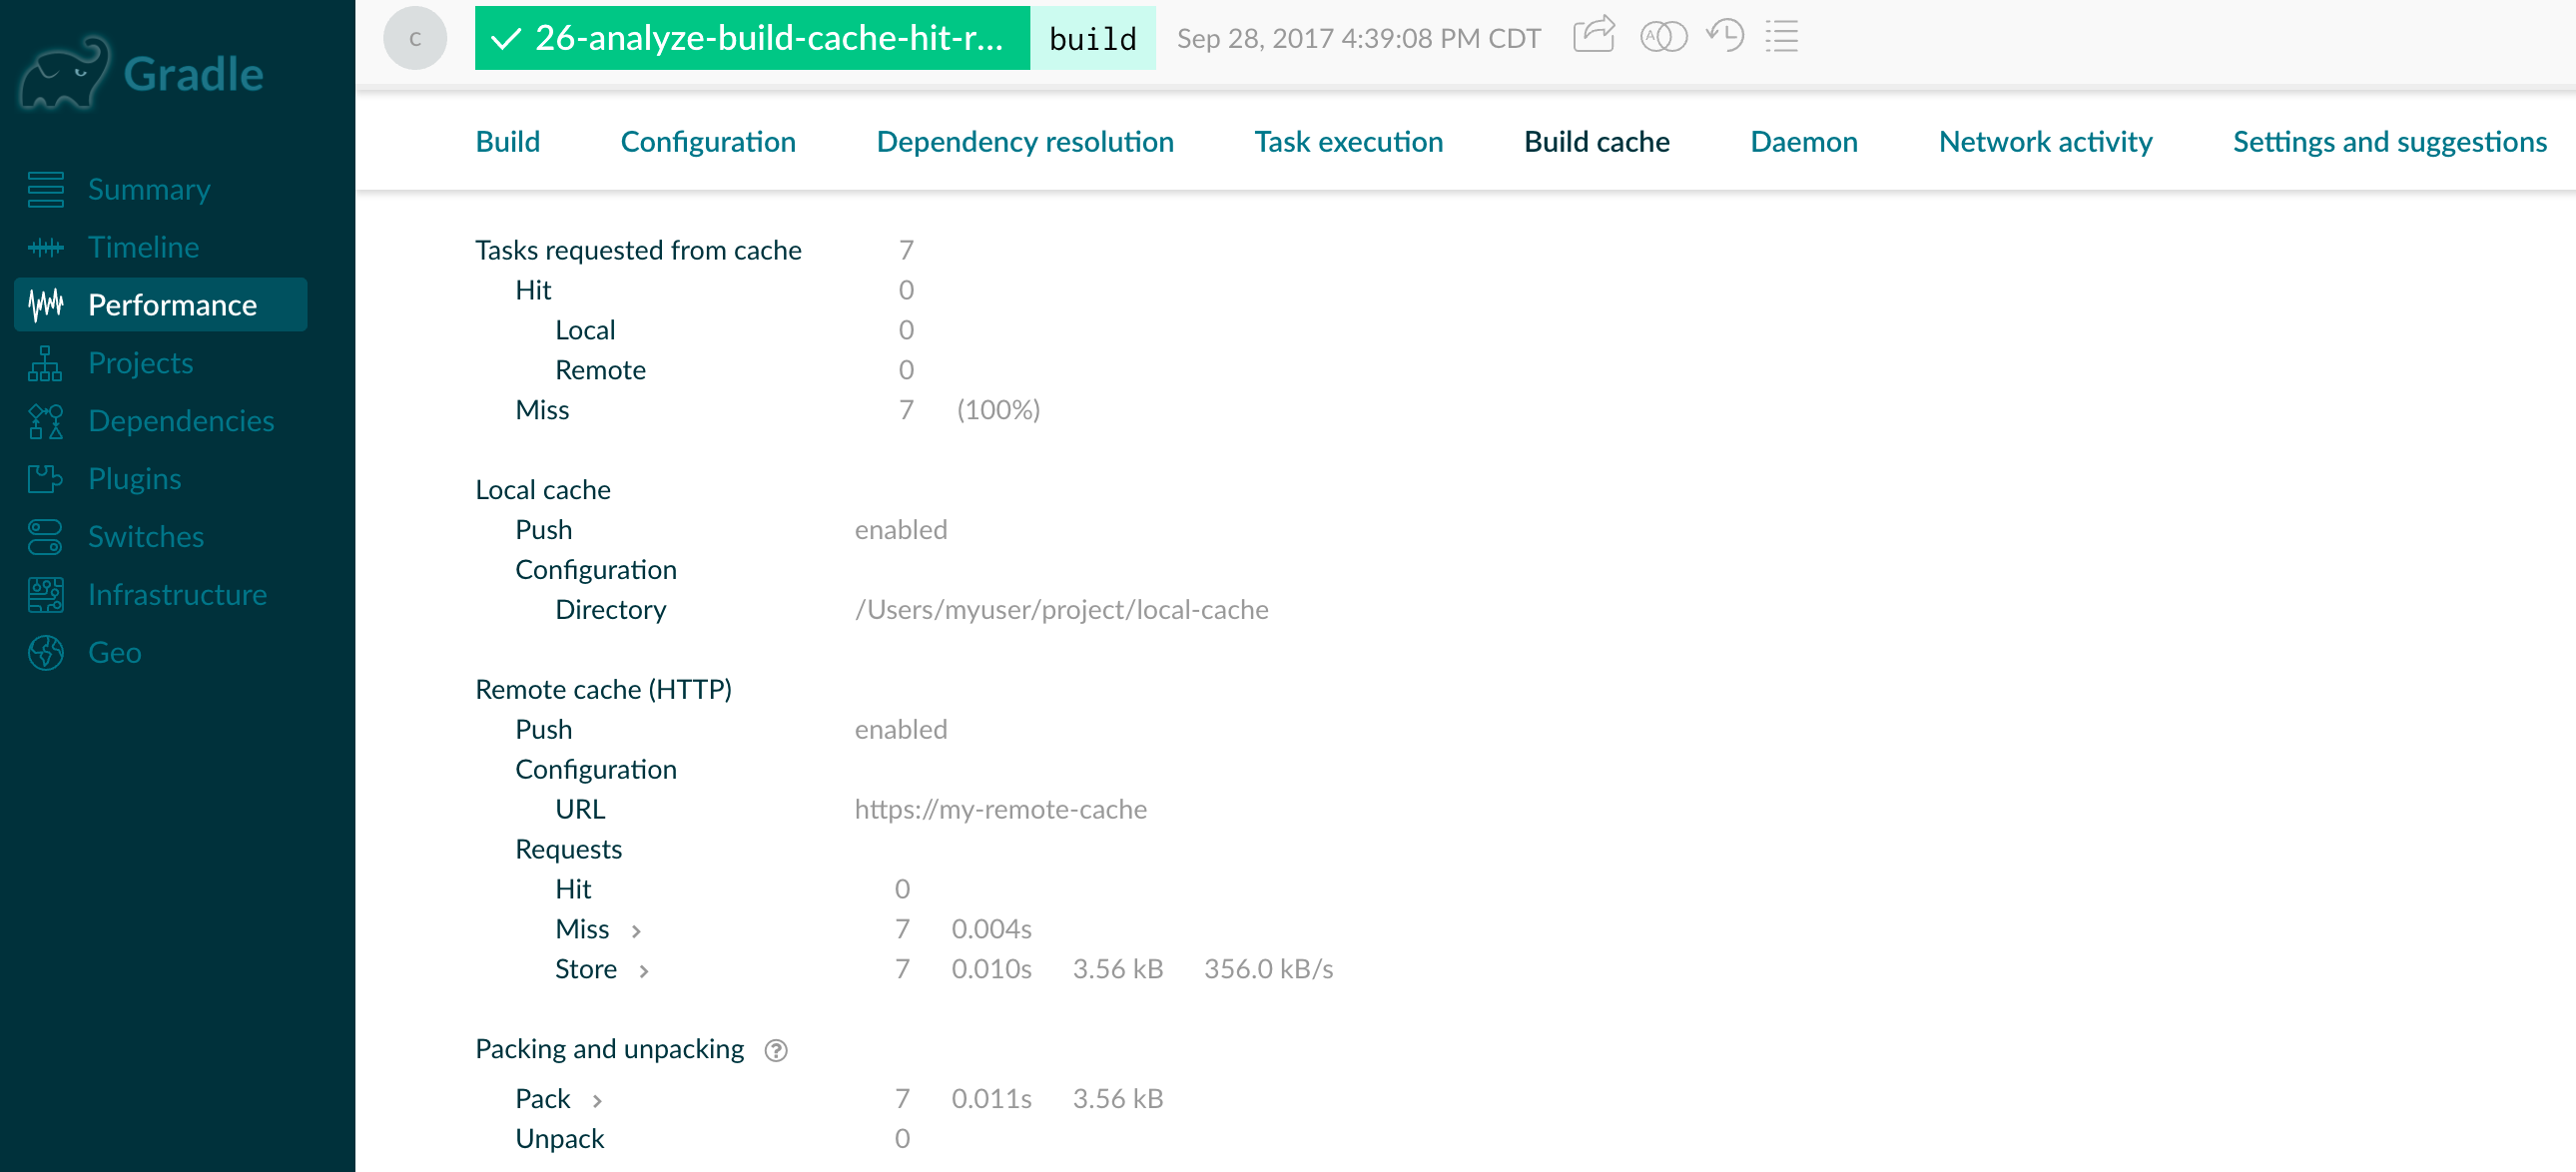 Gradle
Summary
Timeline
Performance
Projects
Dependencies
Plugins
Switches
Infrastructure
Geo
C 26-analyze-build-cache-hit-r... build Sep 28, 2017 4:39:08 PM CDT A
Build Configuration Dependency resolution Task execution Build cache Daemon Network activity Settings and suggestions
Tasks requested from cache 7
Hit 0
Local 0
Remote 0
Miss 7 (100%)
Local cache
Push enabled
Configuration
Directory /Users/myuser/project/local-cache
Remote cache (HTTP)
Push enabled
Configuration
URL https://my-remote-cache
Requests
Hit 0
Miss > 7 0.004s
Store > 7 0.010s 3.56 kB 356.0 kB/s
Packing and unpacking ?
Pack > 7 0.011s 3.56 kB
Unpack 0